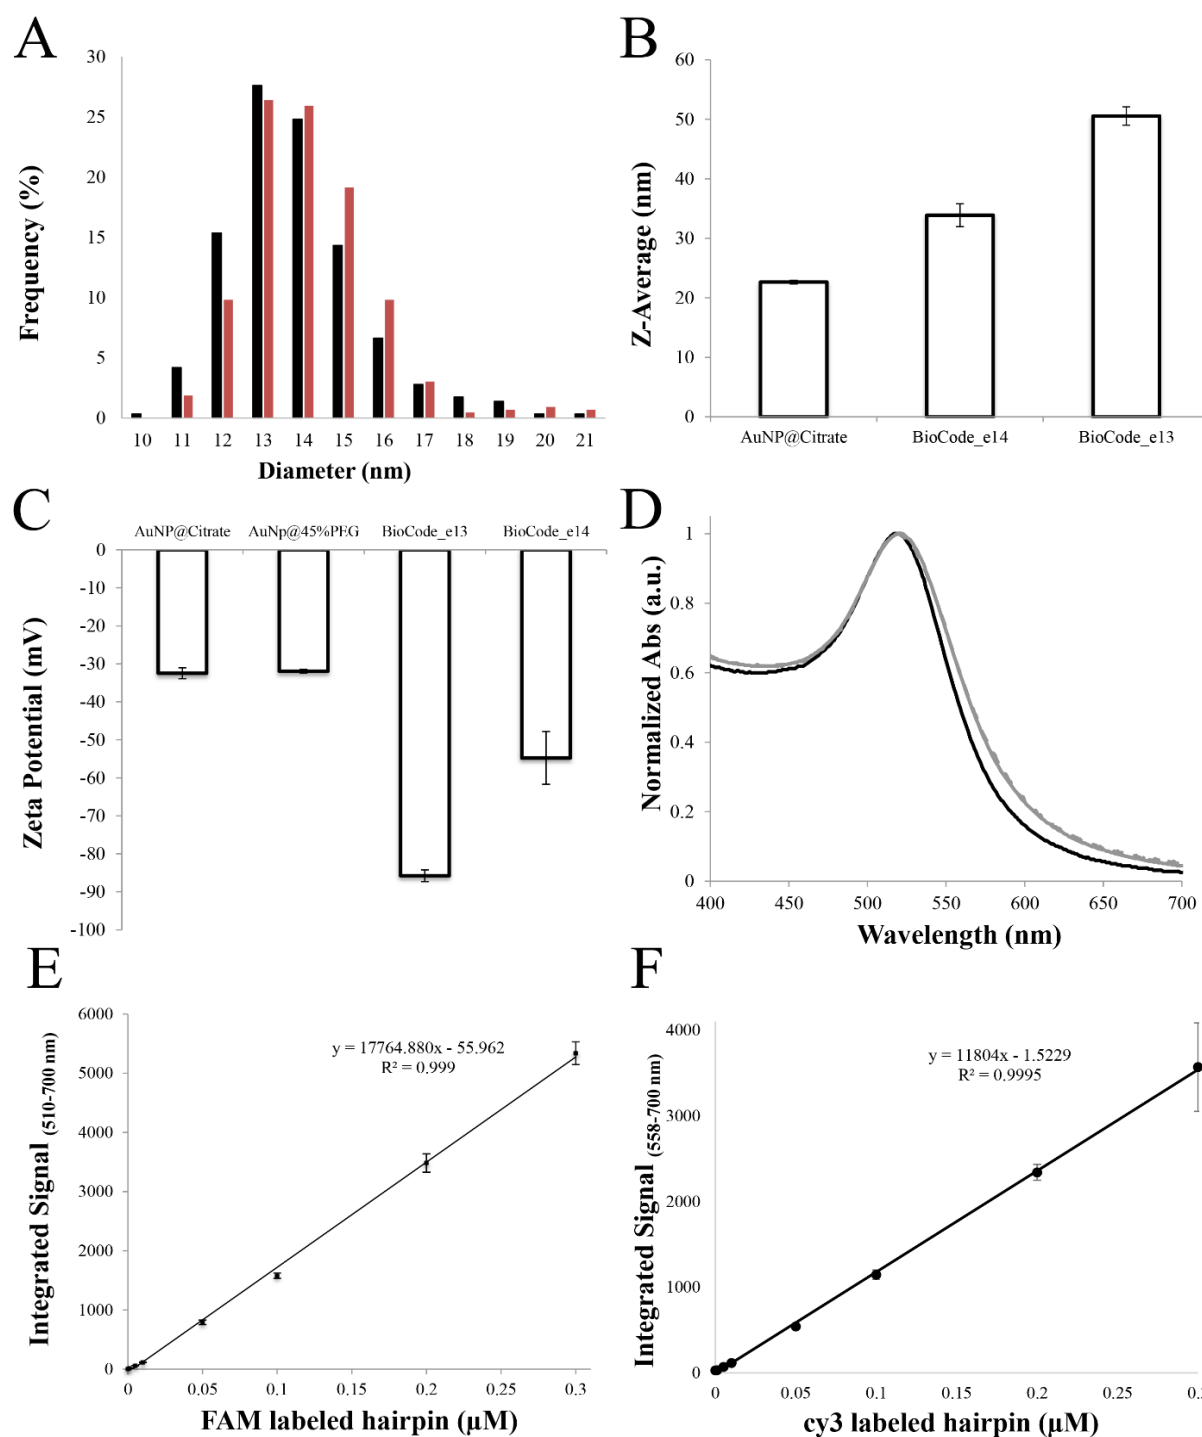 A
30
25
20
15
10
5
0
Frequency (%)
10 11 12 13 14 15 16 17 18 19 20 21
Diameter (nm)
B
60
50
40
30
20
10
0
Z-Average (nm)
AuNP@Citrate BioCode_e14 BioCode_e13
C
AuNP@Citrate AuNp@45%PEG BioCode_e13 BioCode_e14
0
-10
-20
-30
-40
-50
-60
-70
-80
-90
-100
Zeta Potential (mV)
D
1
0.8
0.6
0.4
0.2
0
Normalized Abs (a.u.)
400 450 500 550 600 650 700
Wavelength (nm)
E
6000
5000
4000
3000
2000
1000
0
Integrated Signal (510-700 nm)
y = 17764.880x - 55.962
R² = 0.999
0 0.05 0.1 0.15 0.2 0.25 0.3
FAM labeled hairpin (µM)
F
4000
3000
2000
1000
0
Integrated Signal (558-700 nm)
y = 11804x - 1.5229
R² = 0.9995
0 0.05 0.1 0.15 0.2 0.25
cy3 labeled hairpin (µM)